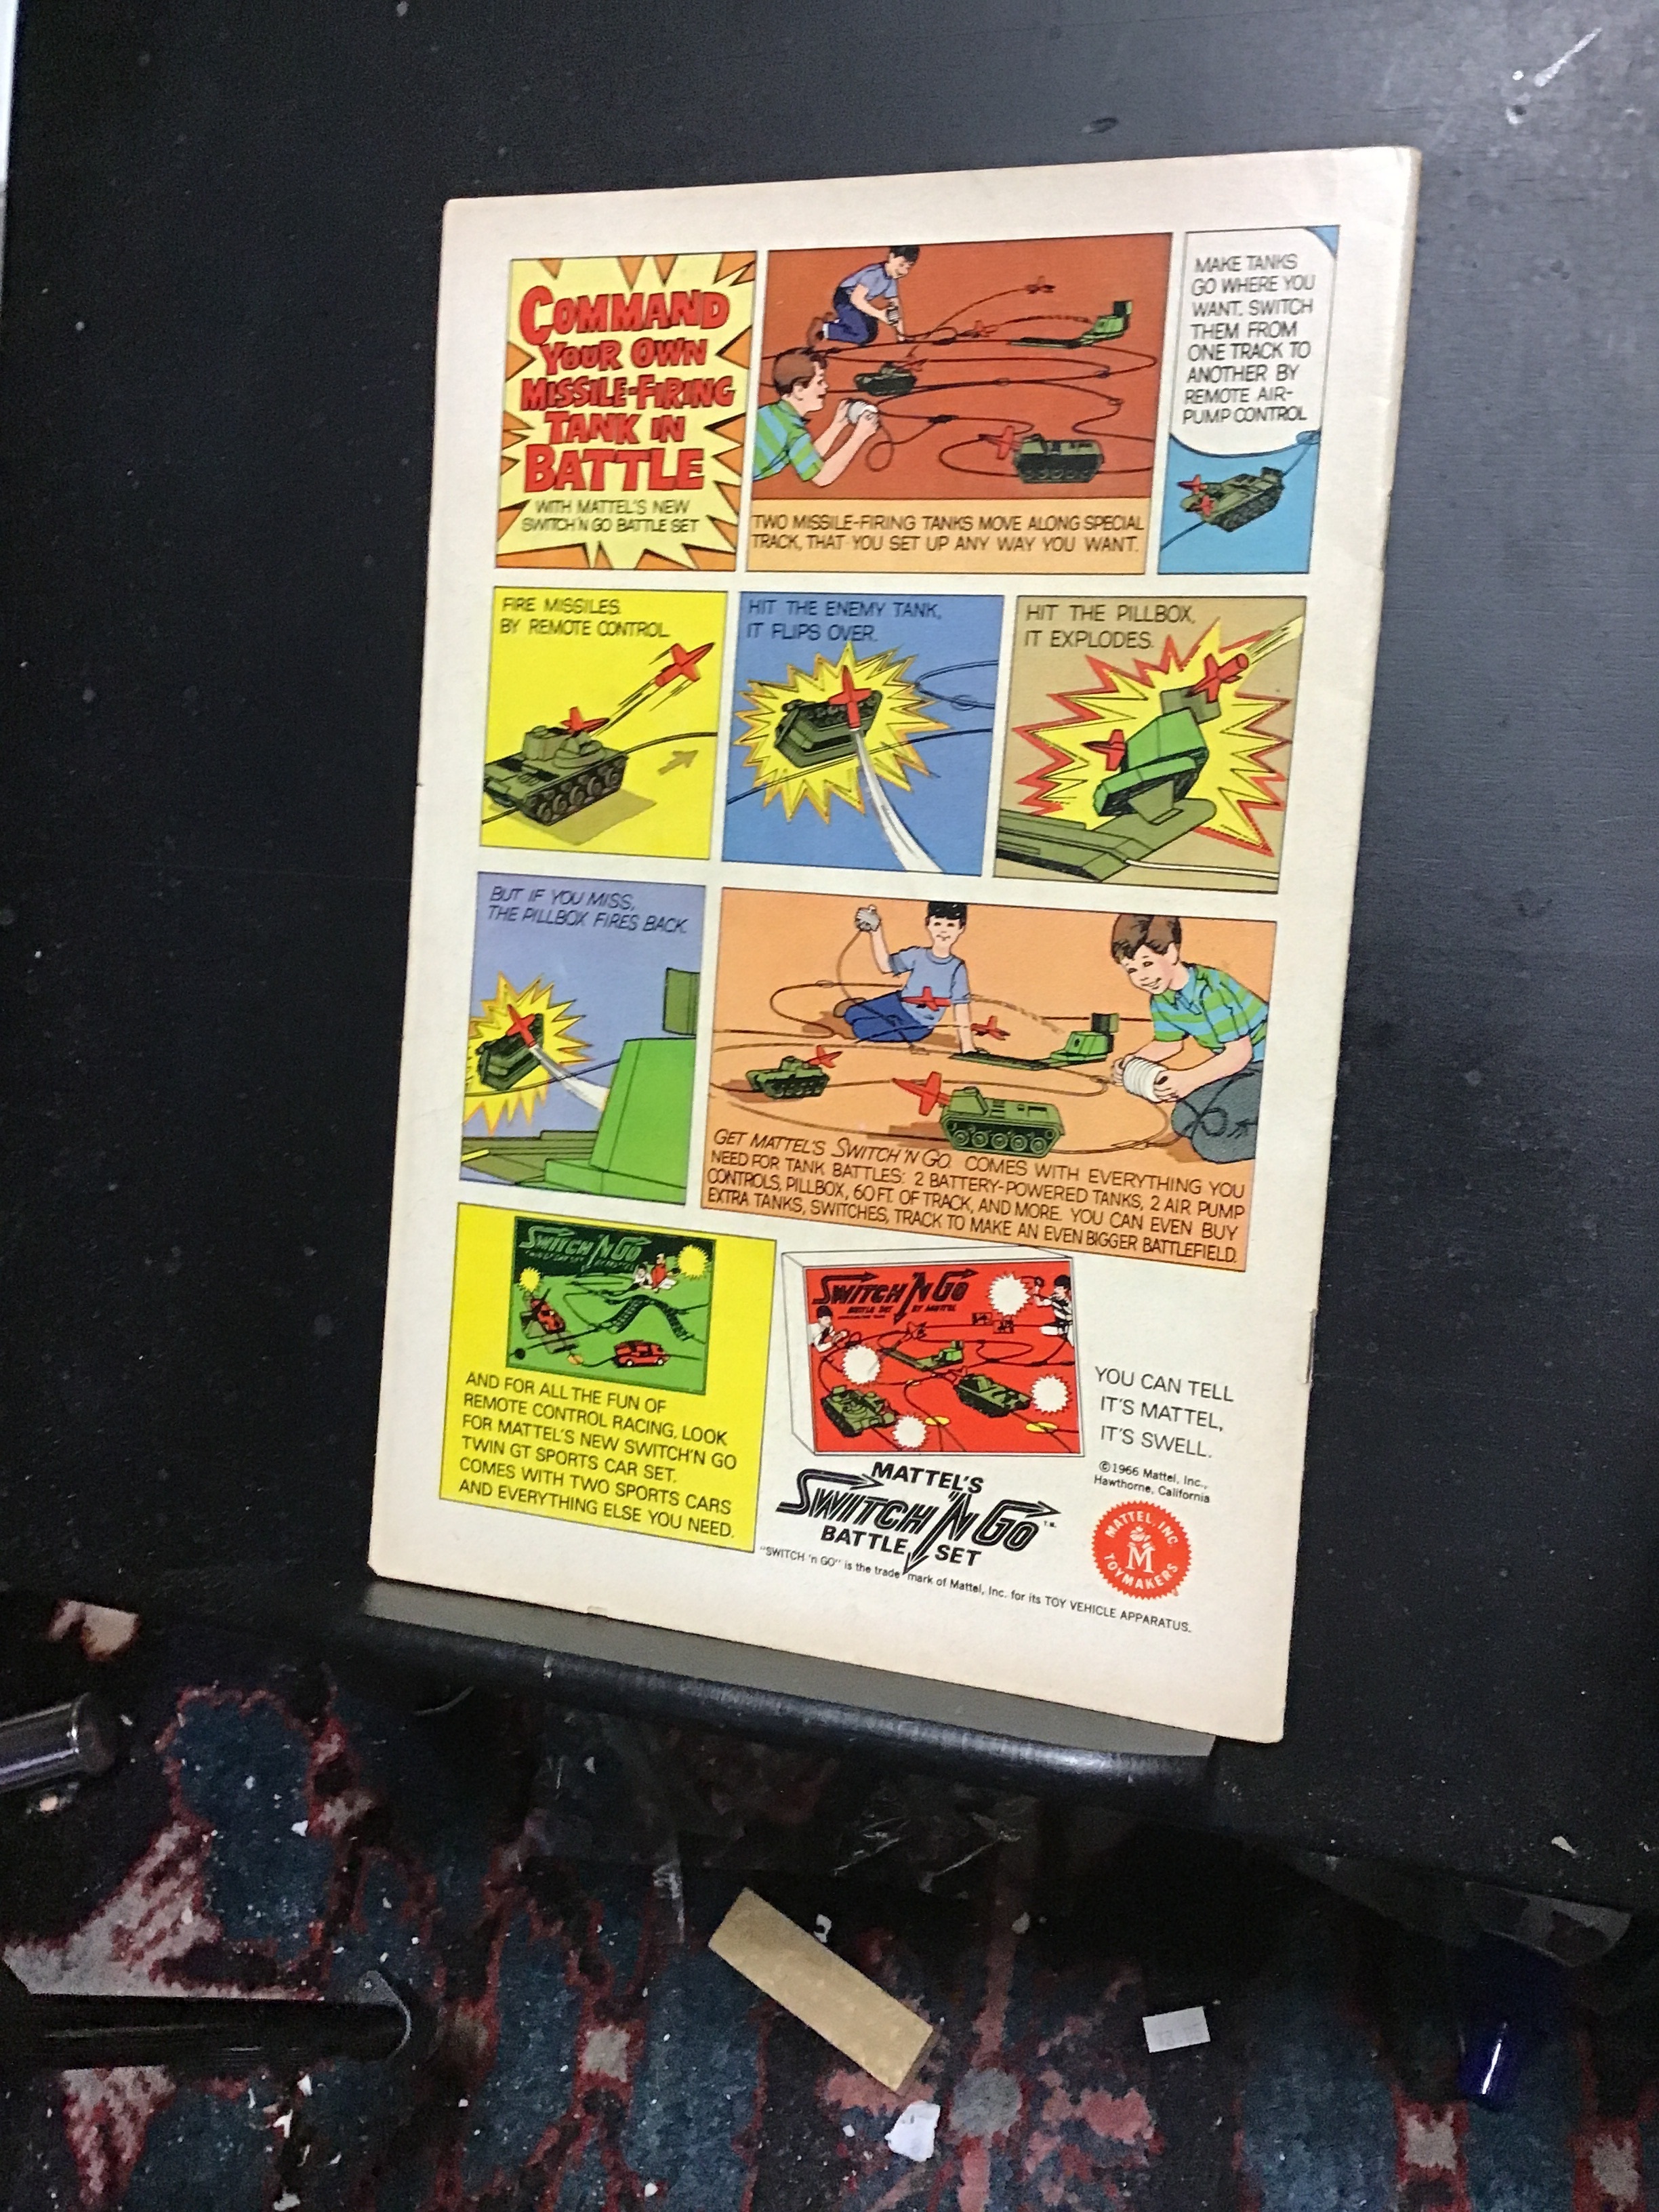 COMMAND
YOUR OWN
MISSILE-FIRING
TANK IN
BATTLE
WITH MATTEL'S NEW
SWITCH 'N GO BATTLE SET
TWO MISSILE-FIRING TANKS MOVE ALONG SPECIAL
TRACK, THAT YOU SET UP ANY WAY YOU WANT.
MAKE TANKS
GO WHERE YOU
WANT. SWITCH
THEM FROM
ONE TRACK TO
ANOTHER BY
REMOTE AIR-
PUMP CONTROL
FIRE MISSILES
BY REMOTE CONTROL
HIT THE ENEMY TANK,
IT FLIPS OVER.
HIT THE PILLBOX,
IT EXPLODES.
BUT IF YOU MISS,
THE PILLBOX FIRES BACK.
GET MATTEL'S SWITCH 'N GO. COMES WITH EVERYTHING YOU
NEED FOR TANK BATTLES: 2 BATTERY-POWERED TANKS, 2 AIR PUMP
CONTROLS, PILLBOX, 60 FT. OF TRACK, AND MORE. YOU CAN EVEN BUY
EXTRA TANKS, SWITCHES, TRACK TO MAKE AN EVEN BIGGER BATTLEFIELD.
SWITCH 'N GO
AND FOR ALL THE FUN OF
REMOTE CONTROL RACING, LOOK
FOR MATTEL'S NEW SWITCH'N GO
TWIN GT SPORTS CAR SET.
COMES WITH TWO SPORTS CARS
AND EVERYTHING ELSE YOU NEED.
SWITCH 'N GO
BATTLE SET BY MATTEL
MATTEL'S
SWITCH 'N GO T.M.
BATTLE SET
YOU CAN TELL
IT'S MATTEL,
IT'S SWELL.
©1966 Mattel, Inc.,
Hawthorne, California
MATTEL, INC.
M
TOYMAKERS
"SWITCH 'n GO" is the trade mark of Mattel, Inc. for its TOY VEHICLE APPARATUS.